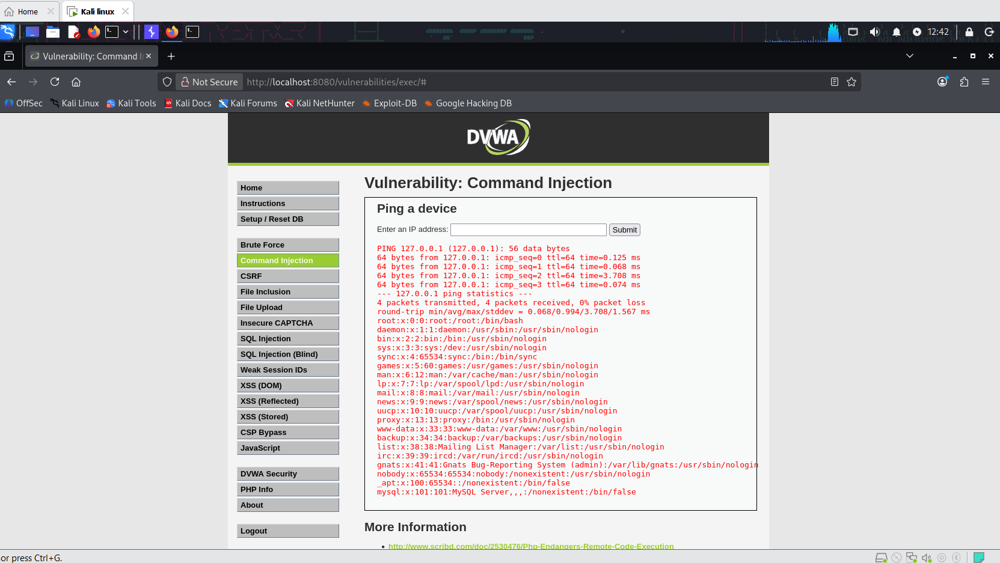 Home
Kali linux
12:42
Vulnerability: Command I
Not Secure http://localhost:8080/vulnerabilities/exec/#
OffSec Kali Linux Kali Tools Kali Docs Kali Forums Kali NetHunter Exploit-DB Google Hacking DB
DVWA
Home
Instructions
Setup / Reset DB
Brute Force
Command Injection
CSRF
File Inclusion
File Upload
Insecure CAPTCHA
SQL Injection
SQL Injection (Blind)
Weak Session IDs
XSS (DOM)
XSS (Reflected)
XSS (Stored)
CSP Bypass
JavaScript
DVWA Security
PHP Info
About
Logout
Vulnerability: Command Injection
Ping a device
Enter an IP address: Submit
PING 127.0.0.1 (127.0.0.1): 56 data bytes
64 bytes from 127.0.0.1: icmp_seq=0 ttl=64 time=0.125 ms
64 bytes from 127.0.0.1: icmp_seq=1 ttl=64 time=0.068 ms
64 bytes from 127.0.0.1: icmp_seq=2 ttl=64 time=3.708 ms
64 bytes from 127.0.0.1: icmp_seq=3 ttl=64 time=0.074 ms
--- 127.0.0.1 ping statistics ---
4 packets transmitted, 4 packets received, 0% packet loss
round-trip min/avg/max/stddev = 0.068/0.994/3.708/1.567 ms
root:x:0:0:root:/root:/bin/bash
daemon:x:1:1:daemon:/usr/sbin:/usr/sbin/nologin
bin:x:2:2:bin:/bin:/usr/sbin/nologin
sys:x:3:3:sys:/dev:/usr/sbin/nologin
sync:x:4:65534:sync:/bin:/bin/sync
games:x:5:60:games:/usr/games:/usr/sbin/nologin
man:x:6:12:man:/var/cache/man:/usr/sbin/nologin
lp:x:7:7:lp:/var/spool/lpd:/usr/sbin/nologin
mail:x:8:8:mail:/var/mail:/usr/sbin/nologin
news:x:9:9:news:/var/spool/news:/usr/sbin/nologin
uucp:x:10:10:uucp:/var/spool/uucp:/usr/sbin/nologin
proxy:x:13:13:proxy:/bin:/usr/sbin/nologin
www-data:x:33:33:www-data:/var/www:/usr/sbin/nologin
backup:x:34:34:backup:/var/backups:/usr/sbin/nologin
list:x:38:38:Mailing List Manager:/var/list:/usr/sbin/nologin
irc:x:39:39:ircd:/var/run/ircd:/usr/sbin/nologin
gnats:x:41:41:Gnats Bug-Reporting System (admin):/var/lib/gnats:/usr/sbin/nologin
nobody:x:65534:65534:nobody:/nonexistent:/usr/sbin/nologin
_apt:x:100:65534::/nonexistent:/bin/false
mysql:x:101:101:MySQL Server,,,:/nonexistent:/bin/false
More Information
http://www.scribd.com/doc/2530476/Php-Endangers-Remote-Code-Execution
or press Ctrl+G.